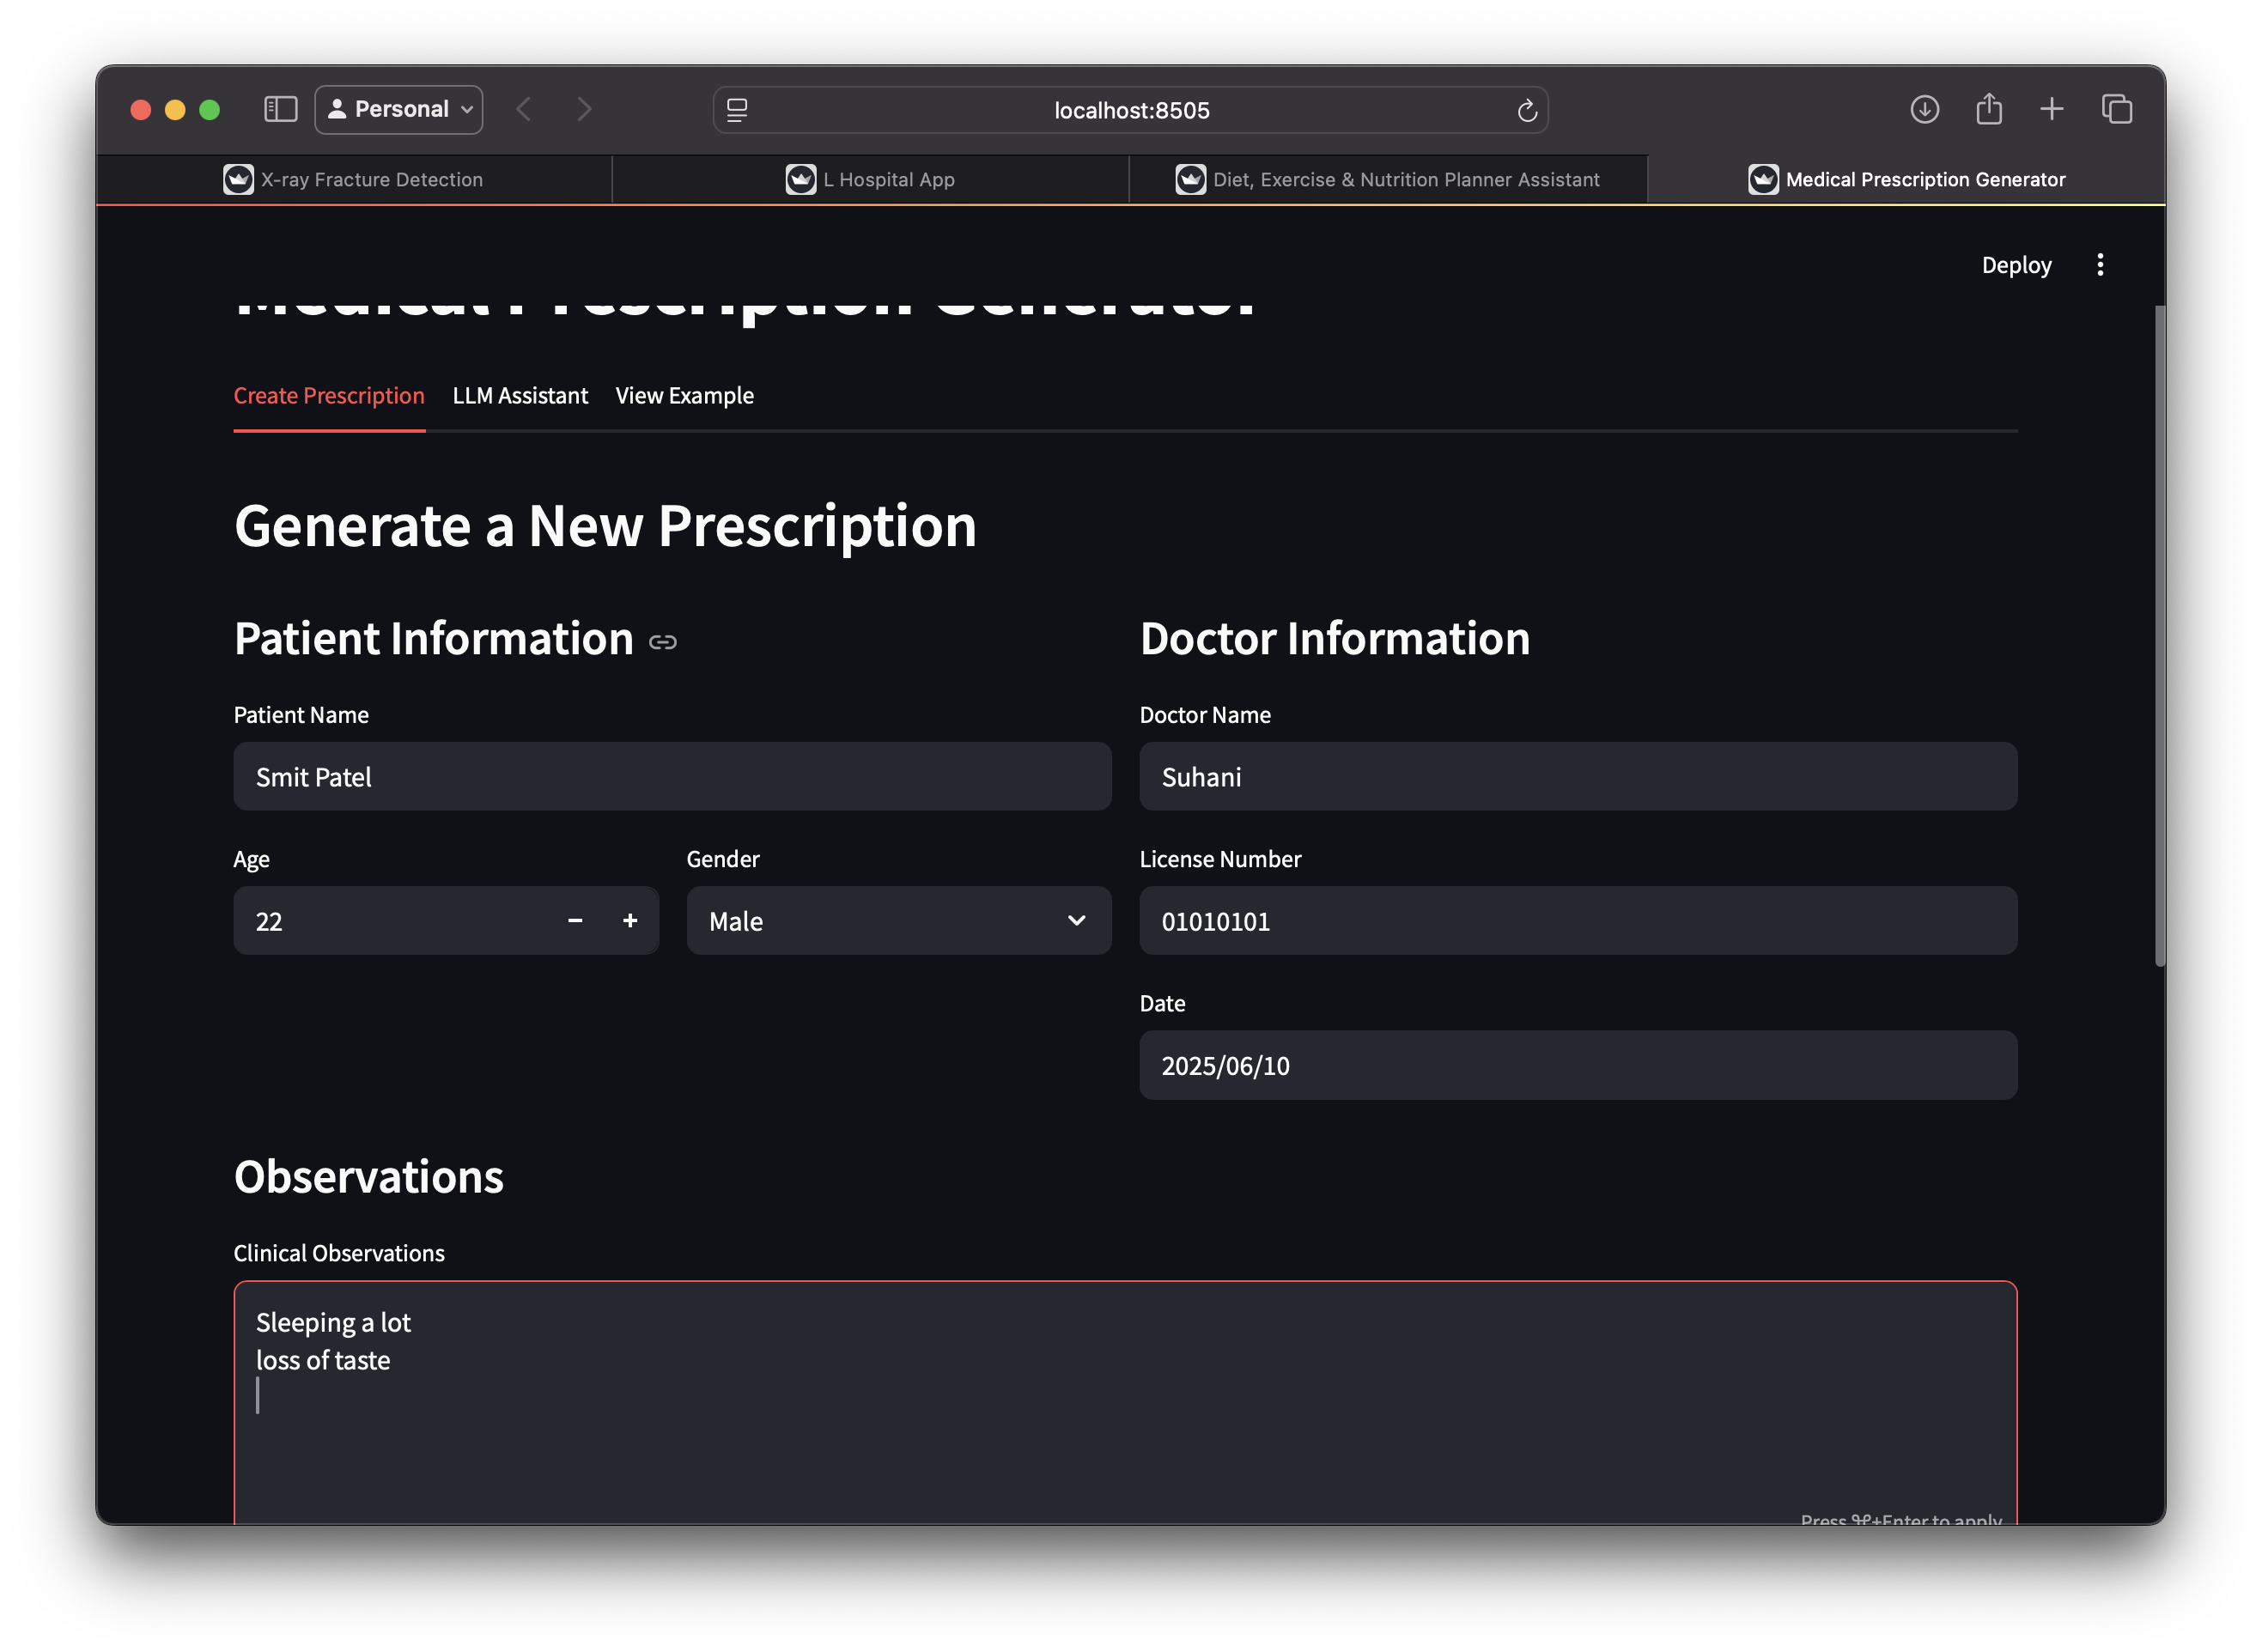 Personal
localhost:8505
X-ray Fracture Detection
L Hospital App
Diet, Exercise & Nutrition Planner Assistant
Medical Prescription Generator
Deploy
Medical Prescription Generator
Create Prescription
LLM Assistant
View Example
Generate a New Prescription
Patient Information
Patient Name
Smit Patel
Age
22
Gender
Male
Doctor Information
Doctor Name
Suhani
License Number
01010101
Date
2025/06/10
Observations
Clinical Observations
Sleeping a lot
loss of taste
Press ⌘+Enter to apply